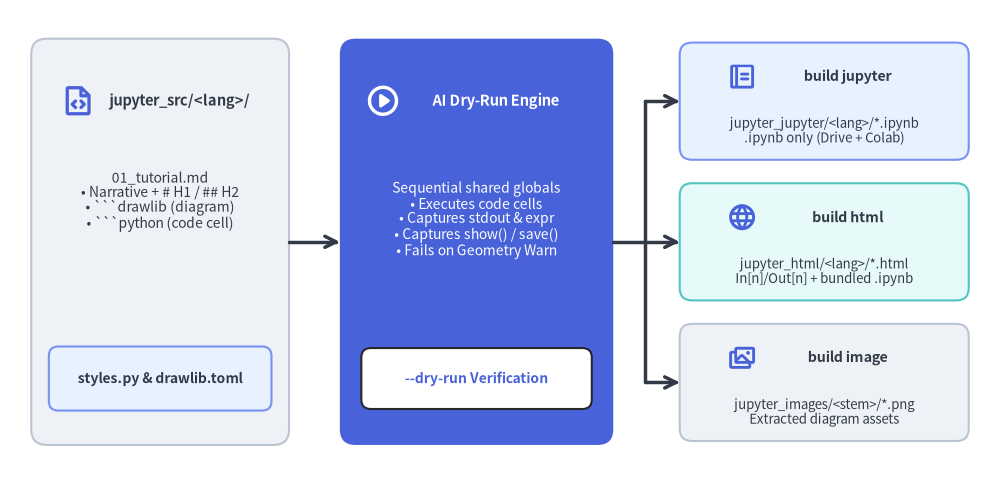 jupyter_src/<lang>/
01_tutorial.md
• Narrative + # H1 / ## H2
• ```drawlib (diagram)
• ```python (code cell)
styles.py & drawlib.toml
AI Dry-Run Engine
Sequential shared globals
• Executes code cells
• Captures stdout & expr
• Captures show() / save()
• Fails on Geometry Warn
--dry-run Verification
build jupyter
jupyter_jupyter/<lang>/*.ipynb
.ipynb only (Drive + Colab)
build html
jupyter_html/<lang>/*.html
In[n]/Out[n] + bundled .ipynb
build image
jupyter_images/<stem>/*.png
Extracted diagram assets